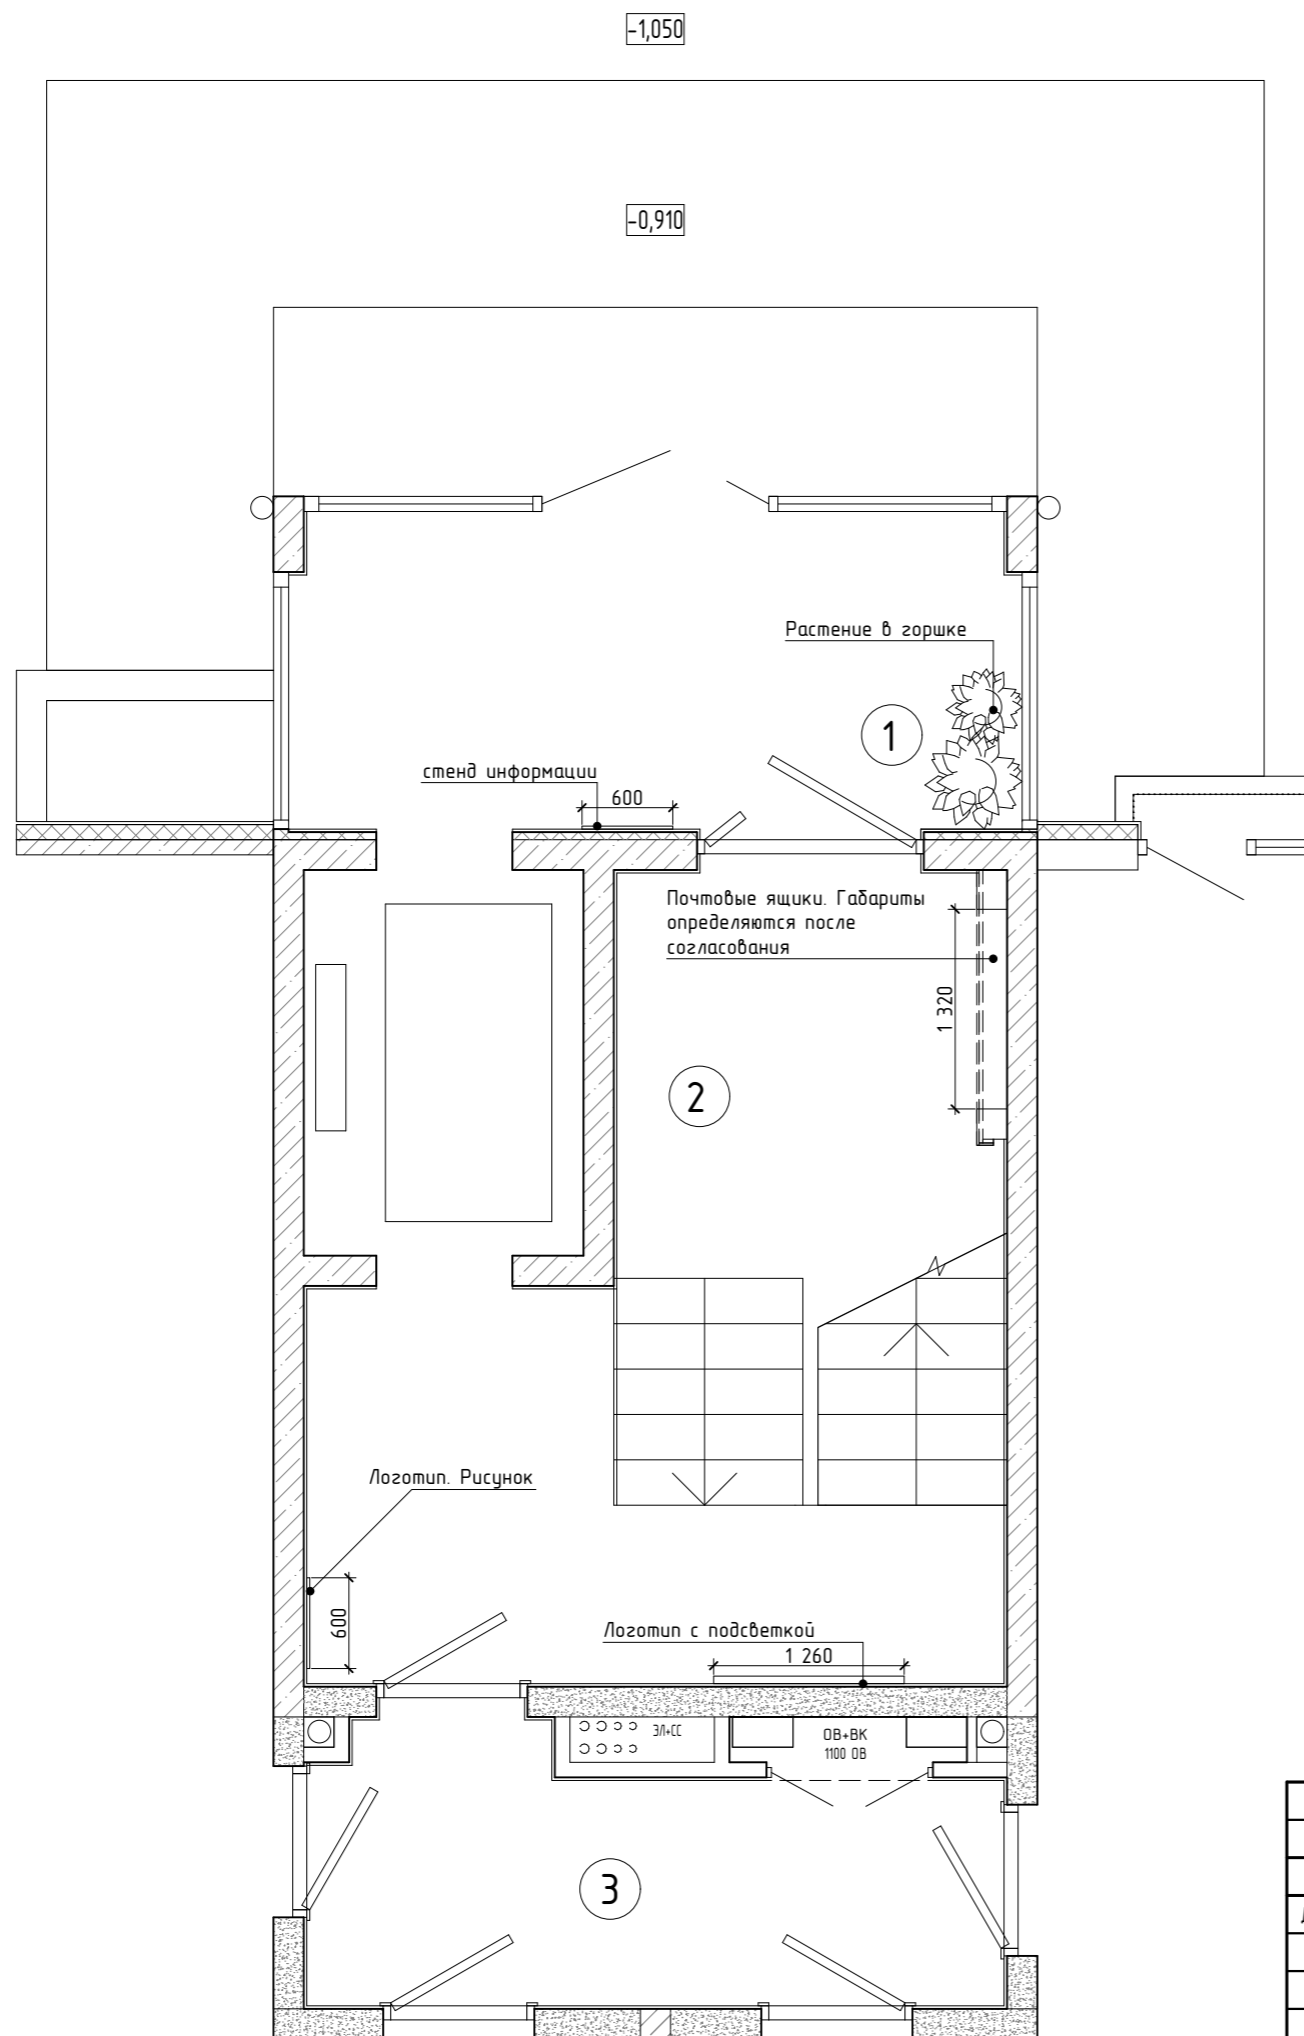 -1,050
-0,910
Растение в горшке
1
стенд информации
600
Почтовые ящики. Габариты
определяются после
согласования
1 320
2
Логотип. Рисунок
600
Логотип с подсветкой
1 260
ЭЛ+СС
ОВ+ВК
1100 ОВ
3